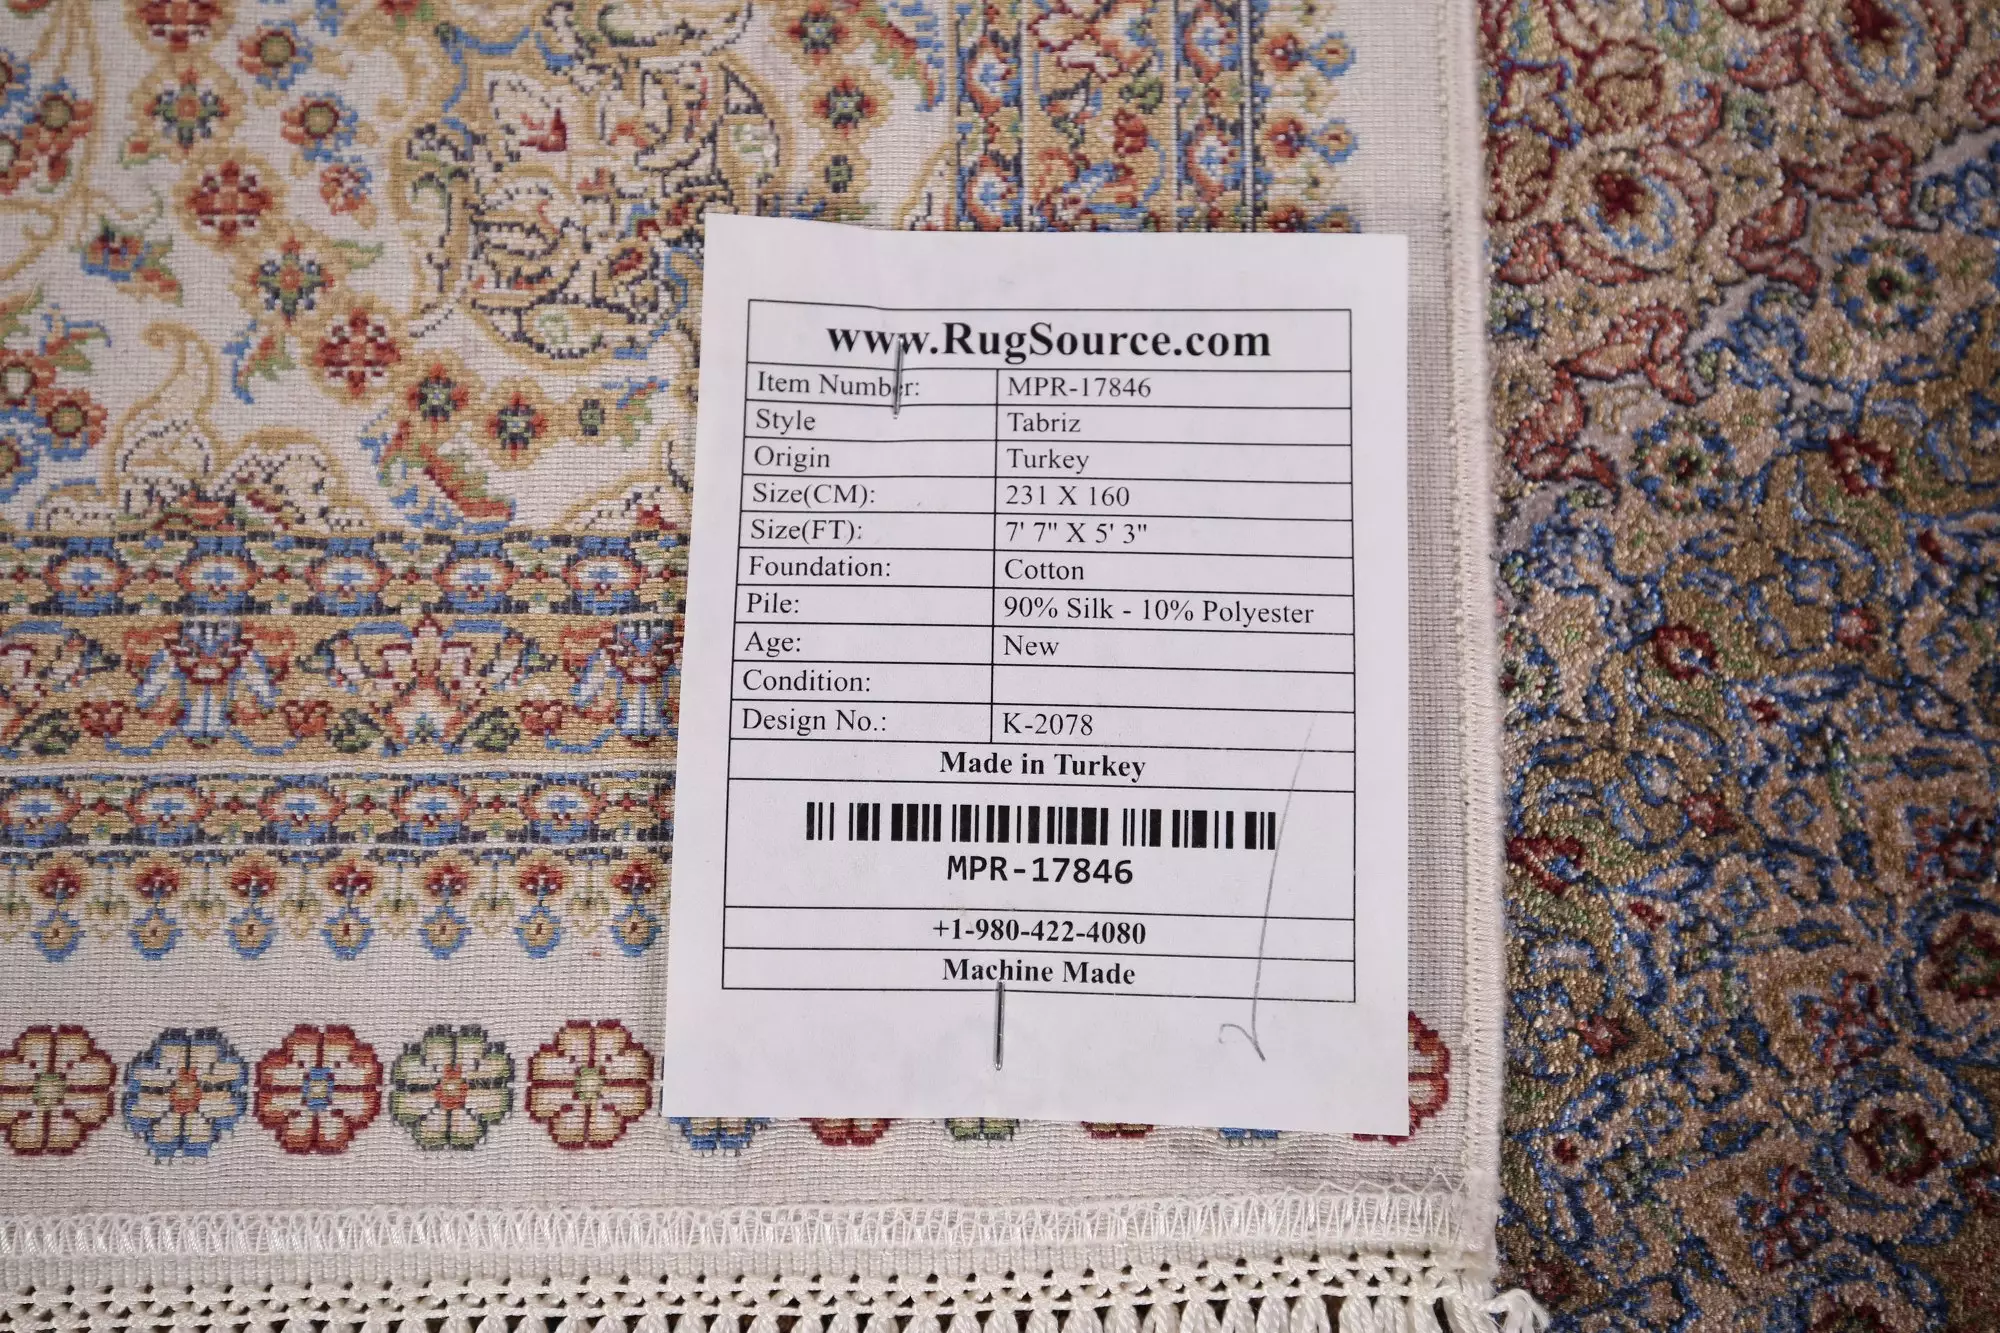 www.RugSource.com
Item Number: MPR-17846
Style Tabriz
Origin Turkey
Size(CM): 231 X 160
Size(FT): 7' 7" X 5' 3"
Foundation: Cotton
Pile: 90% Silk - 10% Polyester
Age: New
Condition:
Design No.: K-2078
Made in Turkey
MPR-17846
+1-980-422-4080
Machine Made